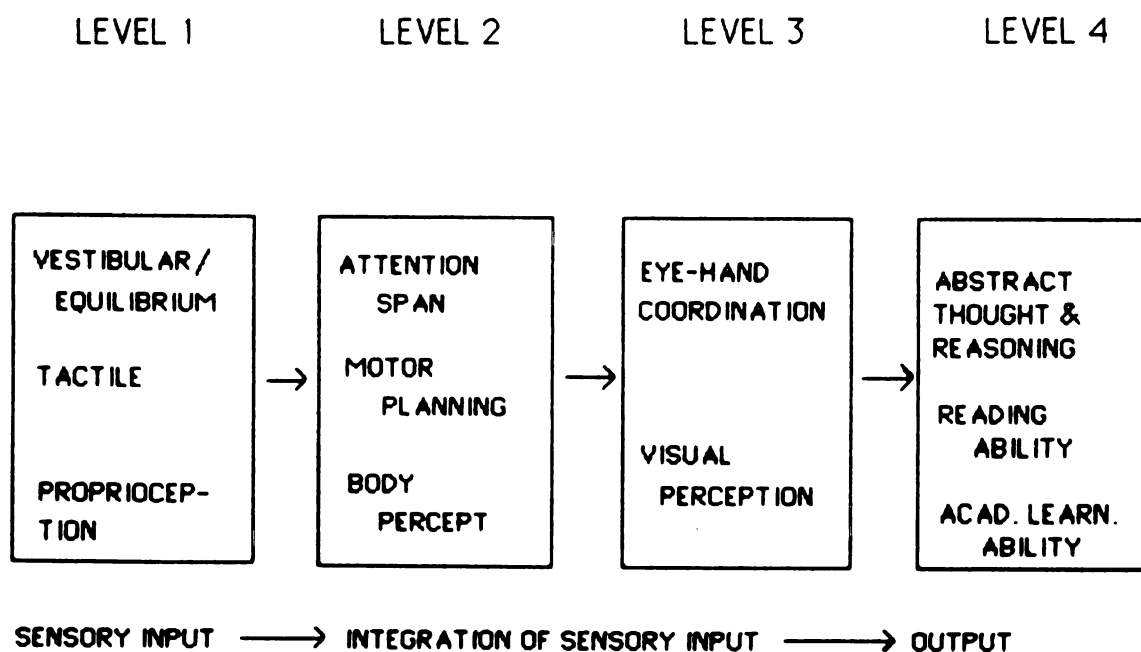 LEVEL 1 LEVEL 2 LEVEL 3 LEVEL 4
VESTIBULAR/
EQUILIBRIUM
TACTILE
PROPRIOCEP-
TION
ATTENTION
SPAN
MOTOR
PLANNING
BODY
PERCEPT
EYE-HAND
COORDINATION
VISUAL
PERCEPTION
ABSTRACT
THOUGHT &
REASONING
READING
ABILITY
ACAD. LEARN.
ABILITY
SENSORY INPUT → INTEGRATION OF SENSORY INPUT → OUTPUT